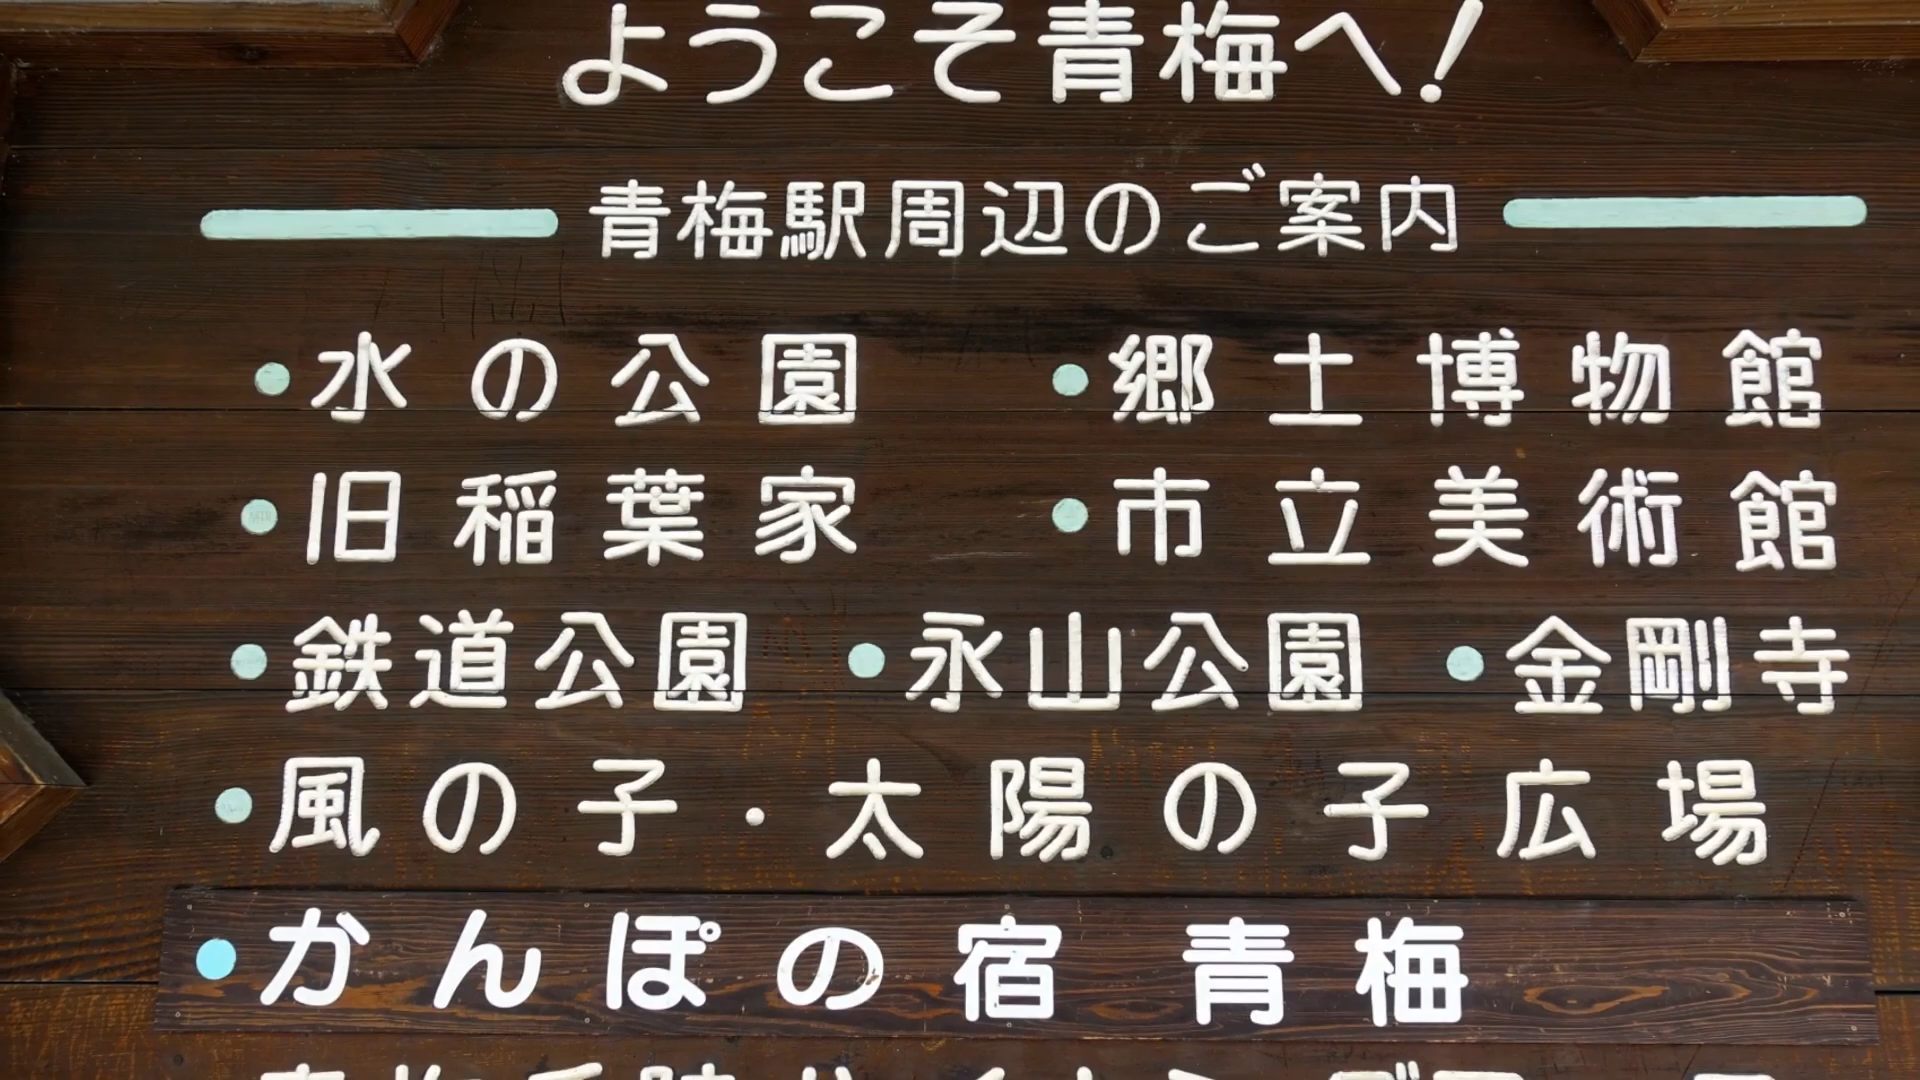 ようこそ青梅へ!
青梅駅周辺のご案内
•水の公園 •郷土博物館
•旧稲葉家 •市立美術館
•鉄道公園 •永山公園 •金剛寺
•風の子・太陽の子広場
•かんぽの宿 青梅